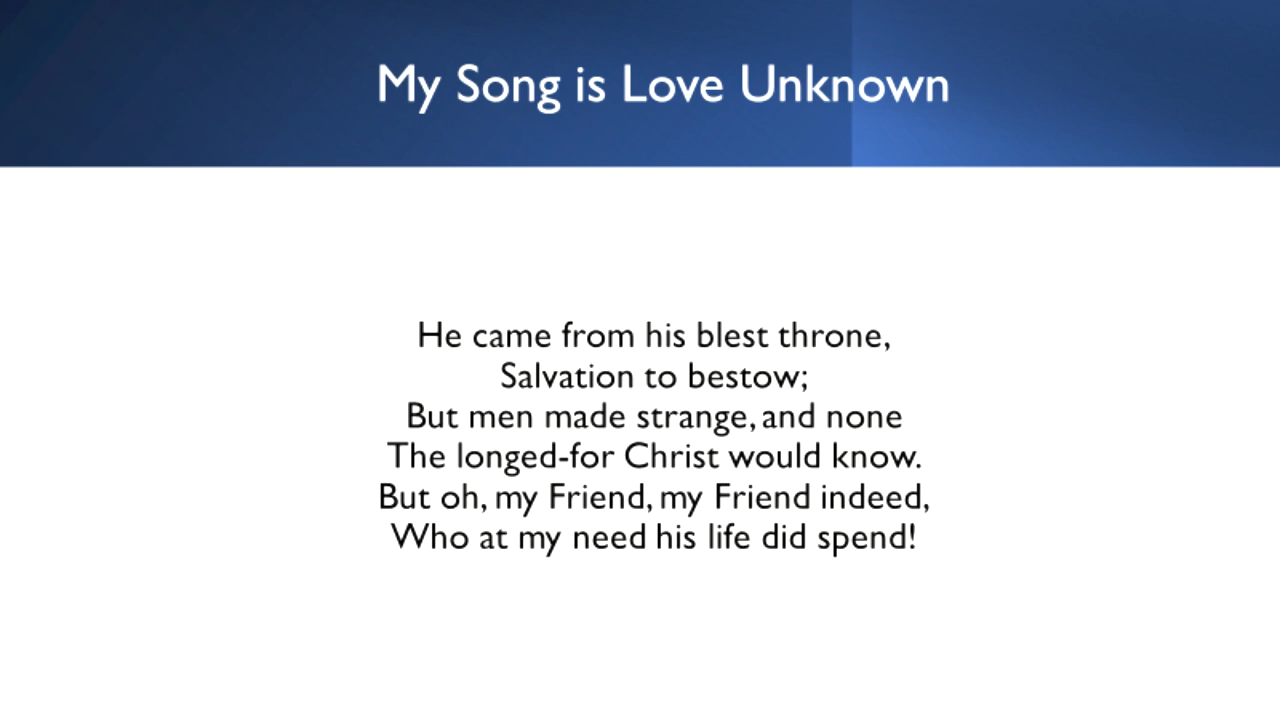 My Song is Love Unknown
He came from his blest throne,
Salvation to bestow;
But men made strange, and none
The longed-for Christ would know.
But oh, my Friend, my Friend indeed,
Who at my need his life did spend!